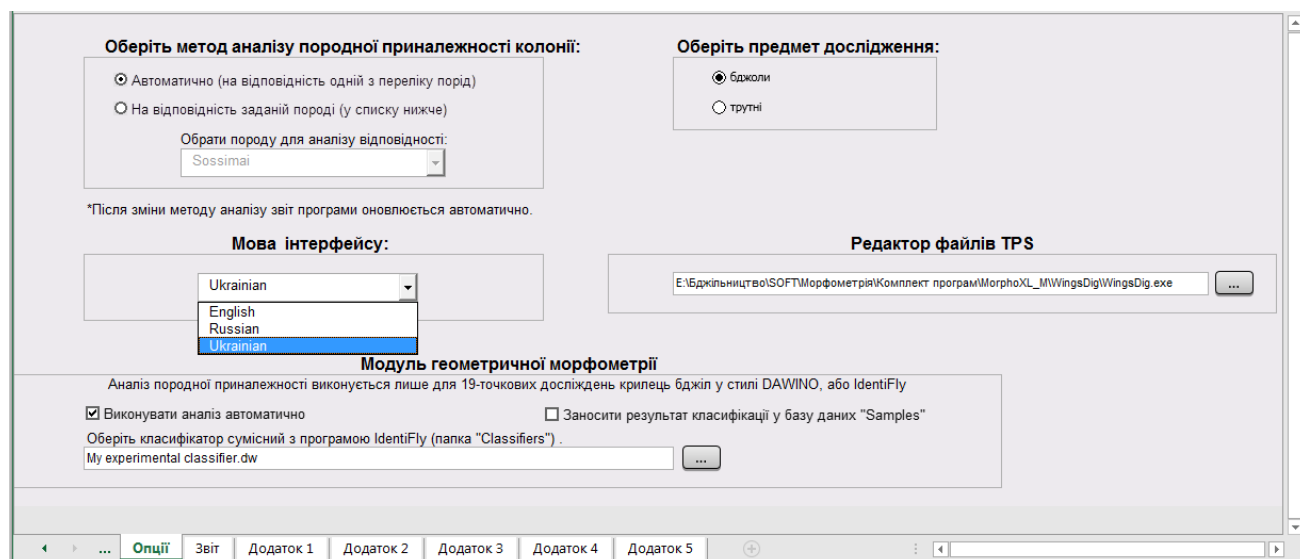 Оберіть метод аналізу породної приналежності колонії:
Автоматично (на відповідність одній з переліку порід)
На відповідність заданій породі (у списку нижче)
Обрати породу для аналізу відповідності:
Sossimai
*Після зміни методу аналізу звіт програми оновлюється автоматично.
Оберіть предмет дослідження:
бджоли
трутні
Мова інтерфейсу:
Ukrainian
English
Russian
Ukrainian
Редактор файлів TPS
E:\Бджільництво\SOFT\Морфометрія\Комплект програм\MorphoXL_M\WingsDig\WingsDig.exe
...
Модуль геометричної морфометрії
Аналіз породної приналежності виконується лише для 19-точкових досліждень крилець бджіл у стилі DAWINO, або IdentiFly
Виконувати аналіз автоматично
Заносити результат класифікації у базу даних "Samples"
Оберіть класифікатор сумісний з програмою IdentiFly (папка "Classifiers") .
My experimental classifier.dw
...
... Опції Звіт Додаток 1 Додаток 2 Додаток 3 Додаток 4 Додаток 5